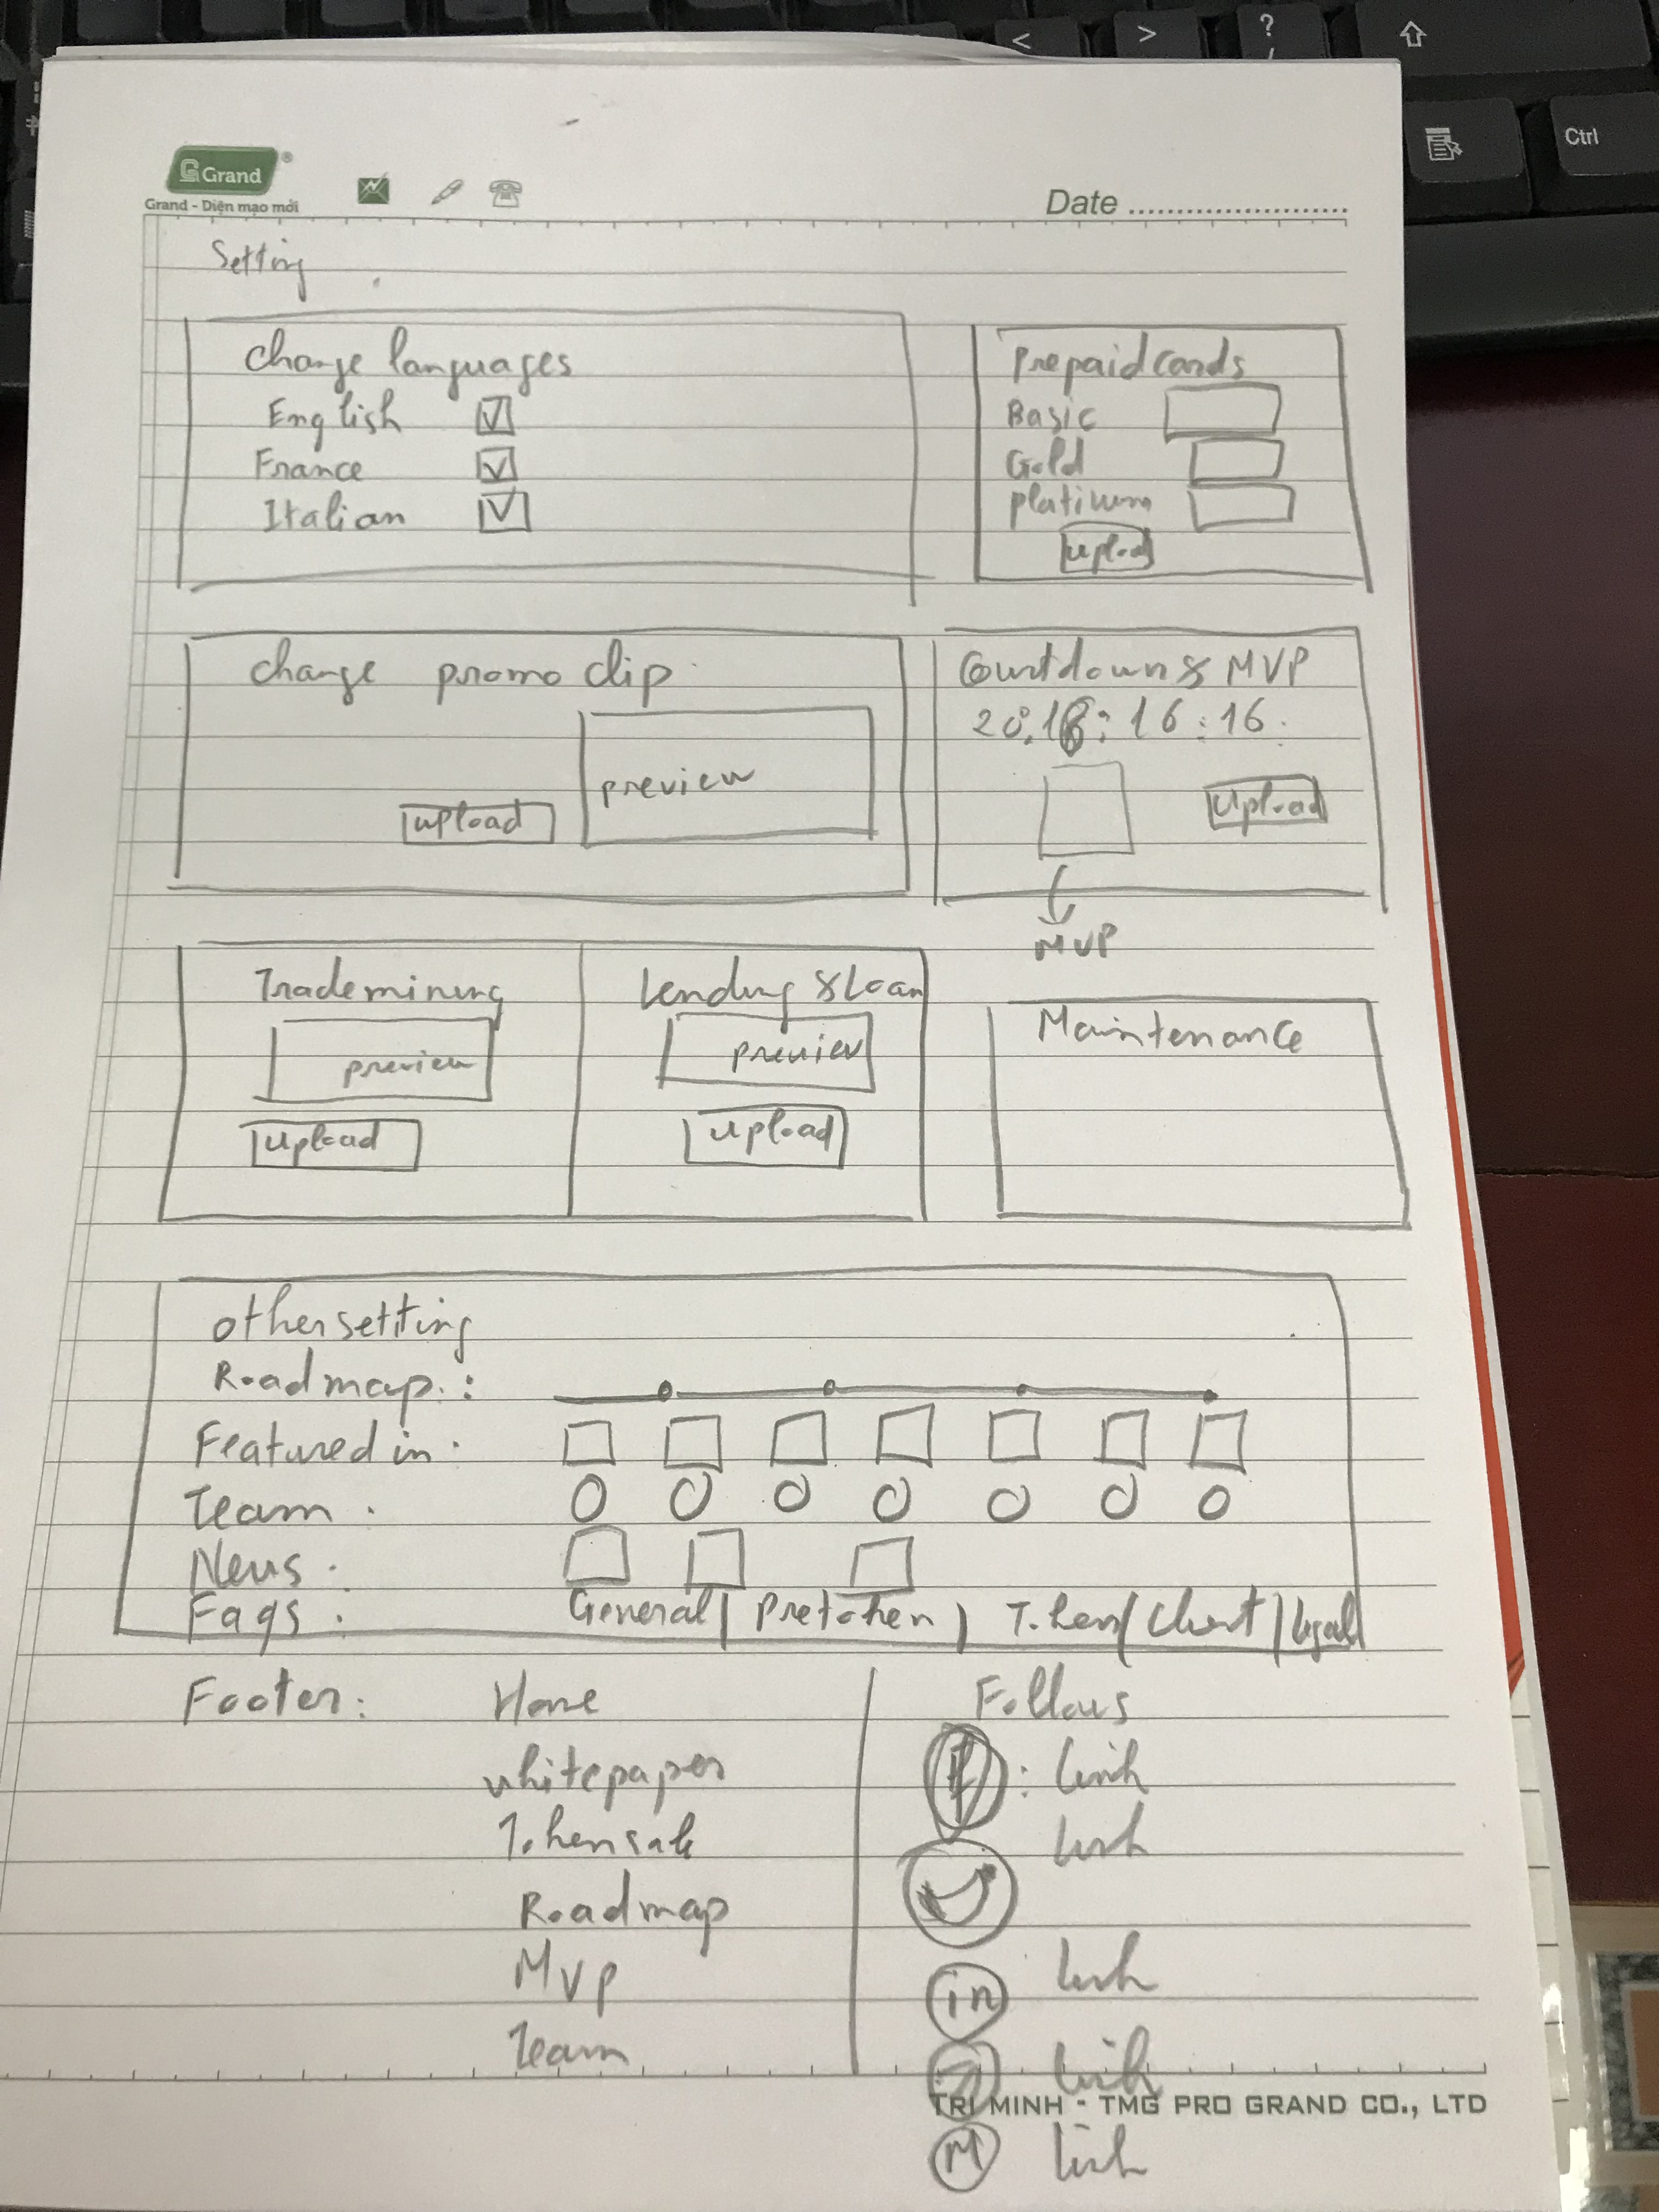 <
>
?
/
Ctrl
G Grand®
Grand - Diện mạo mới
Date
Setting
Change languages
English
France
Italian
Prepaid cards
Basic
Gold
platinum
upload
Change promo clip
preview
upload
Countdown & MVP
20:18:16:16
Upload
MVP
Trademining
preview
Upload
Lending & Loan
preview
upload
Maintenance
other setting
Roadmap :
Featured in :
Team .
News .
Faqs :
General | Pretoken | Token | Client | legal
Footer:
Home
whitepaper
Tokensale
Roadmap
MVP
Team
Follows
f : link
link
in link
link
M link
TRI MINH - TMG PRO GRAND CO., LTD